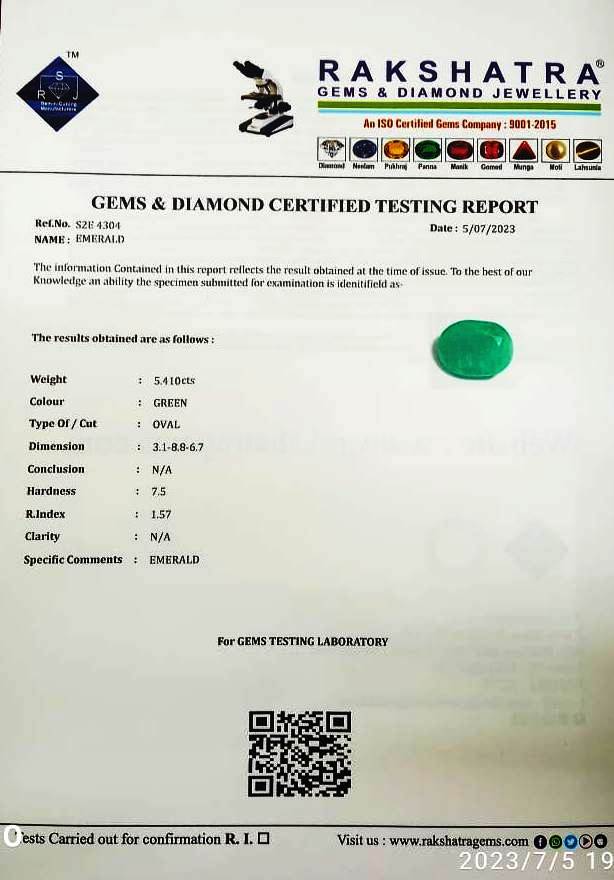 TM
S
R J
RAKSHATRA®
GEMS & DIAMOND JEWELLERY
An ISO Certified Gems Company : 9001-2015
Diamond Neelam Pukhraj Panna Manik Gomed Munga Moti Lahsunia
GEMS & DIAMOND CERTIFIED TESTING REPORT
Ref.No. S2E 4304
Date : 5/07/2023
NAME : EMERALD
The information Contained in this report reflects the result obtained at the time of issue. To the best of our
Knowledge an ability the specimen submitted for examination is idenitifield as-
The results obtained are as follows :
Weight : 5.410cts
Colour : GREEN
Type Of / Cut : OVAL
Dimension : 3.1-8.8-6.7
Conclusion : N/A
Hardness : 7.5
R.Index : 1.57
Clarity : N/A
Specific Comments : EMERALD
For GEMS TESTING LABORATORY
ests Carried out for confirmation R. I. ☐
Visit us : www.rakshatragems.com
2023/7/5 19